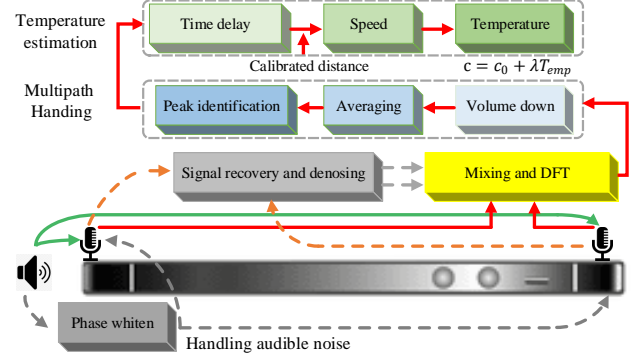 Temperature
estimation
Time delay
Speed
Temperature
Calibrated distance
c = c₀ + λTₑₘₚ
Multipath
Handing
Peak identification
Averaging
Volume down
Signal recovery and denosing
Mixing and DFT
Phase whiten
Handling audible noise